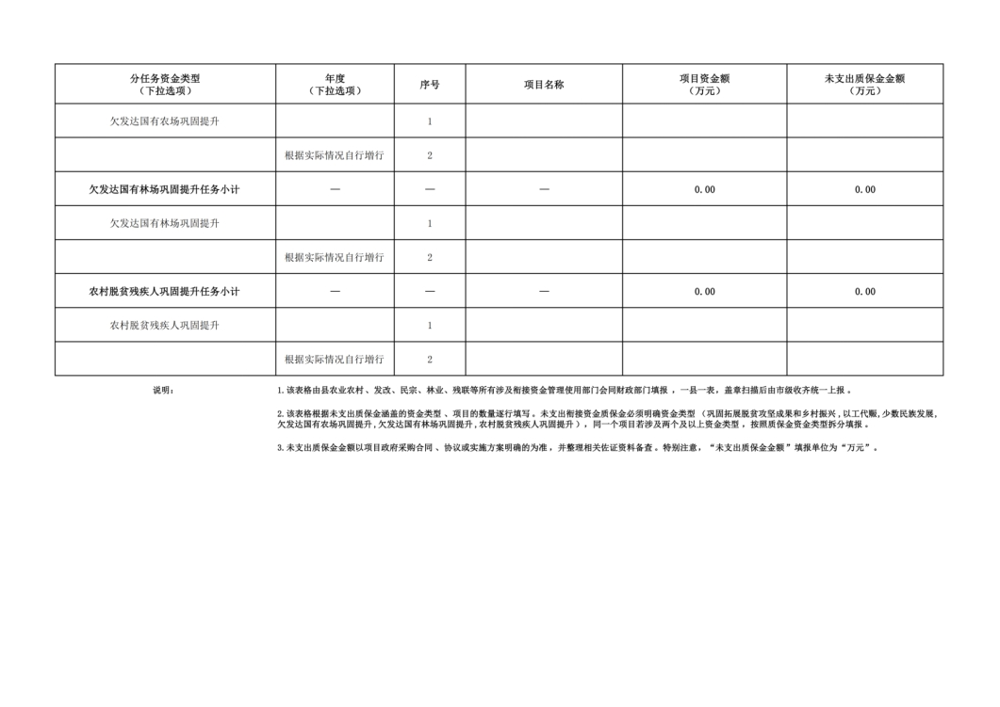 分任务资金类型
（下拉选项）
年度
（下拉选项）
序号
项目名称
项目资金额
（万元）
未支出质保金金额
（万元）
欠发达国有农场巩固提升
1
根据实际情况自行增行
2
欠发达国有林场巩固提升任务小计
—
—
—
0.00
0.00
欠发达国有林场巩固提升
1
根据实际情况自行增行
2
农村脱贫残疾人巩固提升任务小计
—
—
—
0.00
0.00
农村脱贫残疾人巩固提升
1
根据实际情况自行增行
2
说明：
1.该表格由县农业农村、发改、民宗、林业、残联等所有涉及衔接资金管理使用部门会同财政部门填报，一县一表，盖章扫描后由市级收齐统一上报。
2.该表格根据未支出质保金涵盖的资金类型、项目的数量逐行填写。未支出衔接资金质保金必须明确资金类型（巩固拓展脱贫攻坚成果和乡村振兴,以工代赈,少数民族发展,
欠发达国有农场巩固提升,欠发达国有林场巩固提升,农村脱贫残疾人巩固提升），同一个项目若涉及两个及以上资金类型，按照质保金资金类型拆分填报。
3.未支出质保金金额以项目政府采购合同、协议或实施方案明确的为准，并整理相关佐证资料备查。特别注意，“未支出质保金金额”填报单位为“万元”。